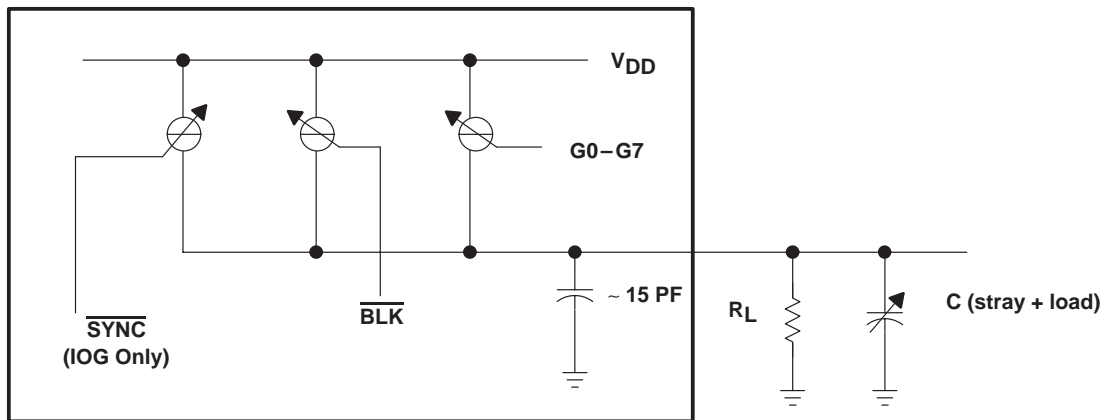 VDD
G0–G7
~ 15 PF
SYNC
(IOG Only)
BLK
RL
C (stray + load)